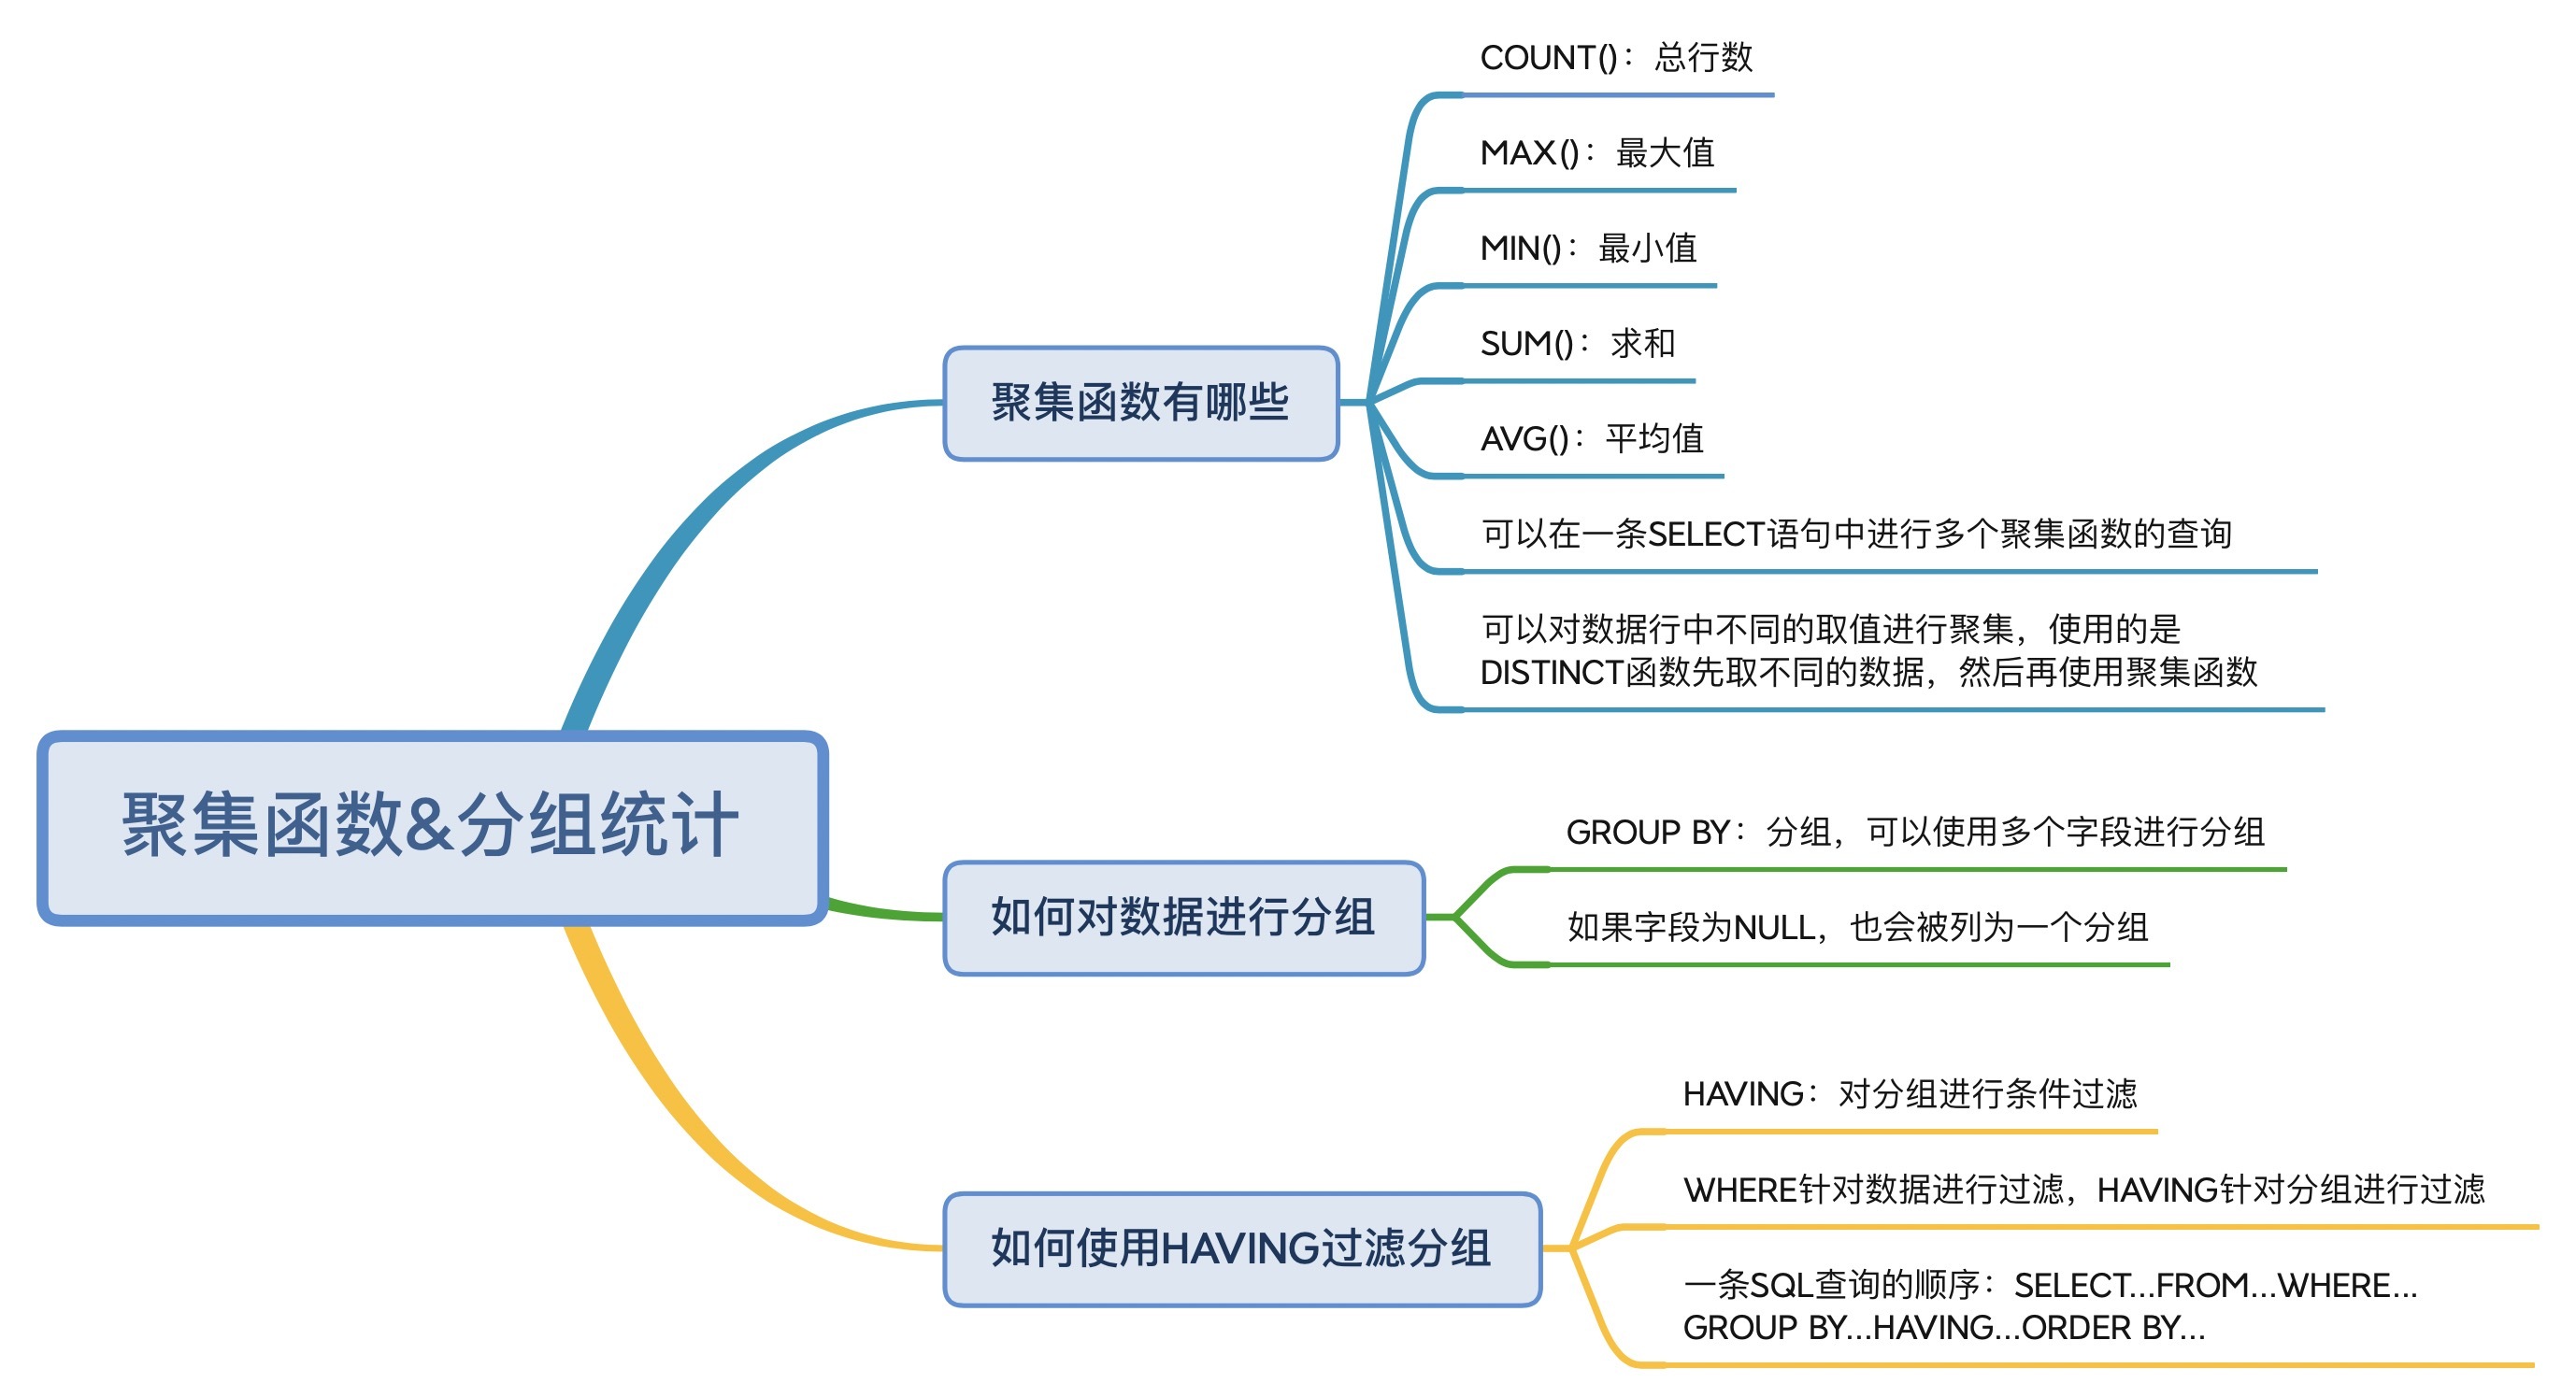 聚集函数&分组统计
聚集函数有哪些
COUNT()：总行数
MAX()：最大值
MIN()：最小值
SUM()：求和
AVG()：平均值
可以在一条SELECT语句中进行多个聚集函数的查询
可以对数据行中不同的取值进行聚集，使用的是
DISTINCT函数先取不同的数据，然后再使用聚集函数
如何对数据进行分组
GROUP BY：分组，可以使用多个字段进行分组
如果字段为NULL，也会被列为一个分组
如何使用HAVING过滤分组
HAVING：对分组进行条件过滤
WHERE针对数据进行过滤，HAVING针对分组进行过滤
一条SQL查询的顺序：SELECT...FROM...WHERE...
GROUP BY...HAVING...ORDER BY...